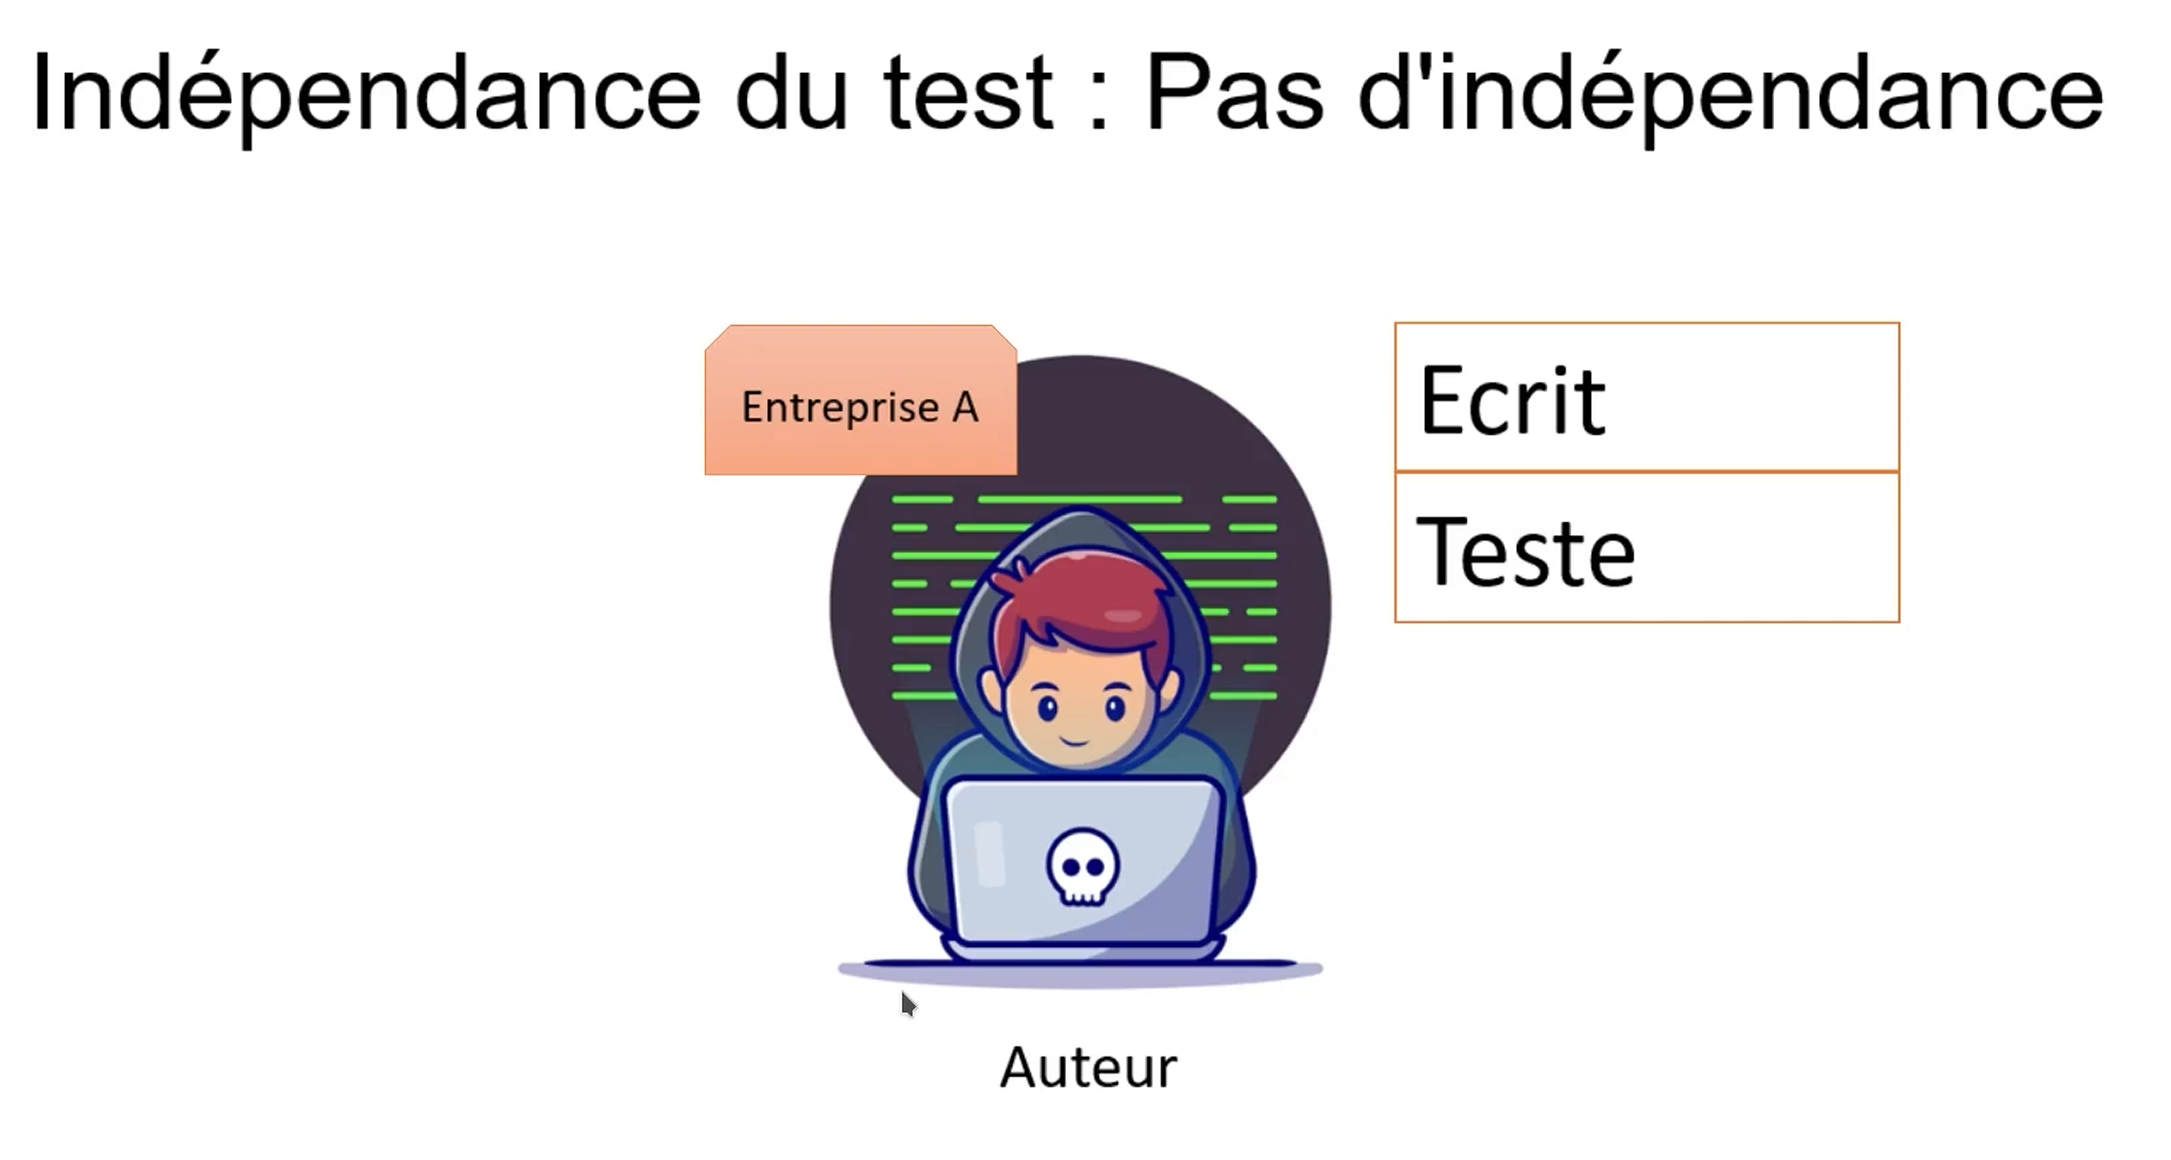 Indépendance du test : Pas d'indépendance
Entreprise A
Ecrit
Teste
Auteur